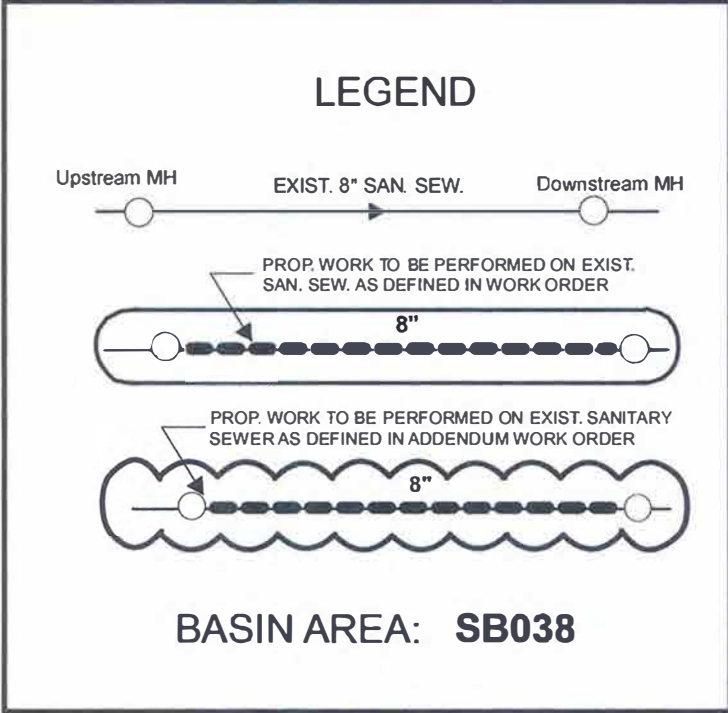 LEGEND
Upstream MH
EXIST. 8" SAN. SEW.
Downstream MH
PROP. WORK TO BE PERFORMED ON EXIST.
SAN. SEW. AS DEFINED IN WORK ORDER
8"
PROP. WORK TO BE PERFORMED ON EXIST. SANITARY
SEWER AS DEFINED IN ADDENDUM WORK ORDER
8"
BASIN AREA: SB038